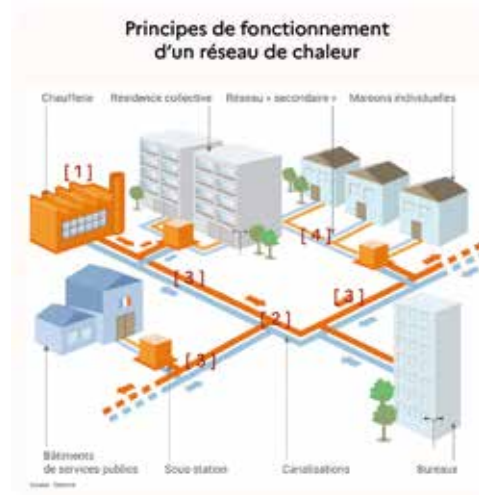 Principes de fonctionnement
d'un réseau de chaleur
Chaufferie
Résidence collective
Réseau « secondaire »
Maisons individuelles
[ 1 ]
[ 4 ]
[ 3 ]
[ 3 ]
[ 2 ]
[ 3 ]
Bâtiments
de services publics
Sous-station
Canalisations
Bureaux